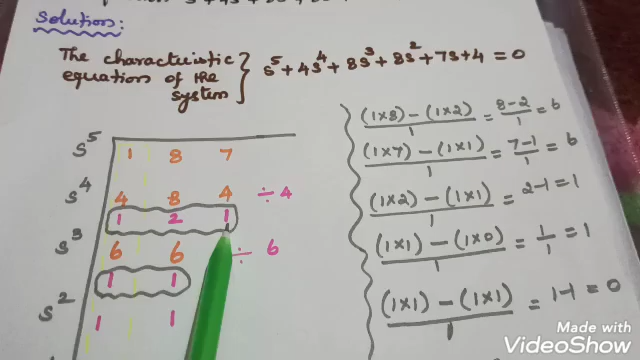 Solution:
The charactuistic
equation of the
system } s⁵ + 4s⁴ + 8s³ + 8s² + 7s + 4 = 0
s⁵ 1 8 7
s⁴ 4 8 4 ÷ 4
1 2 1
s³ 6 6 ÷ 6
1 1
s² 1 1
(1×8) – (1×2) / 1 = 8-2 / 1 = 6
(1×7) – (1×1) / 1 = 7-1 / 1 = 6
(1×2) – (1×1) / 1 = 2-1 = 1
(1×1) – (1×0) / 1 = 1 / 1 = 1
(1×1) – (1×1) / 1 = 1-1 = 0
Made with
VideoShow